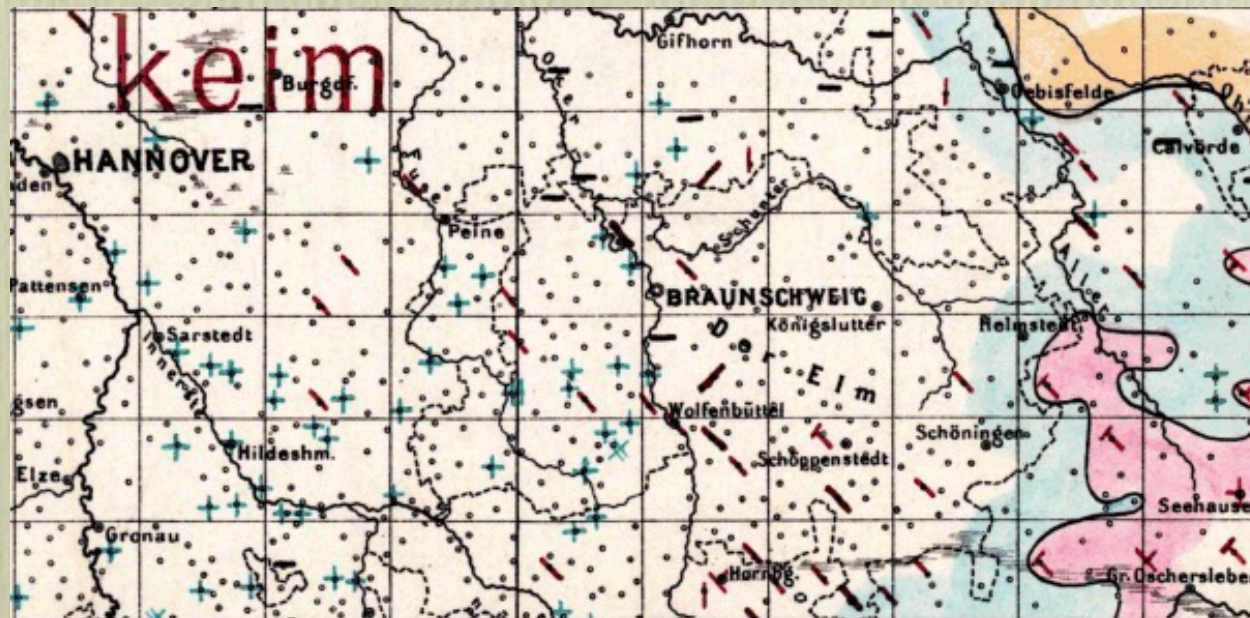 keim
Gifhorn
Burgdf.
Oker
Oebisfelde
HANNOVER
Calvörde
Fuse
Peine
Schunter
Aller
Pattensen
BRAUNSCHWEIG
Königslutter
Helmstedt
Sarstedt
Der Elm
Innerste
Wolfenbüttel
Schöningen
Hildeshm.
Schöppenstedt
Elze
Seehause
Gronau
Hornbg.
Gr. Oschersleben